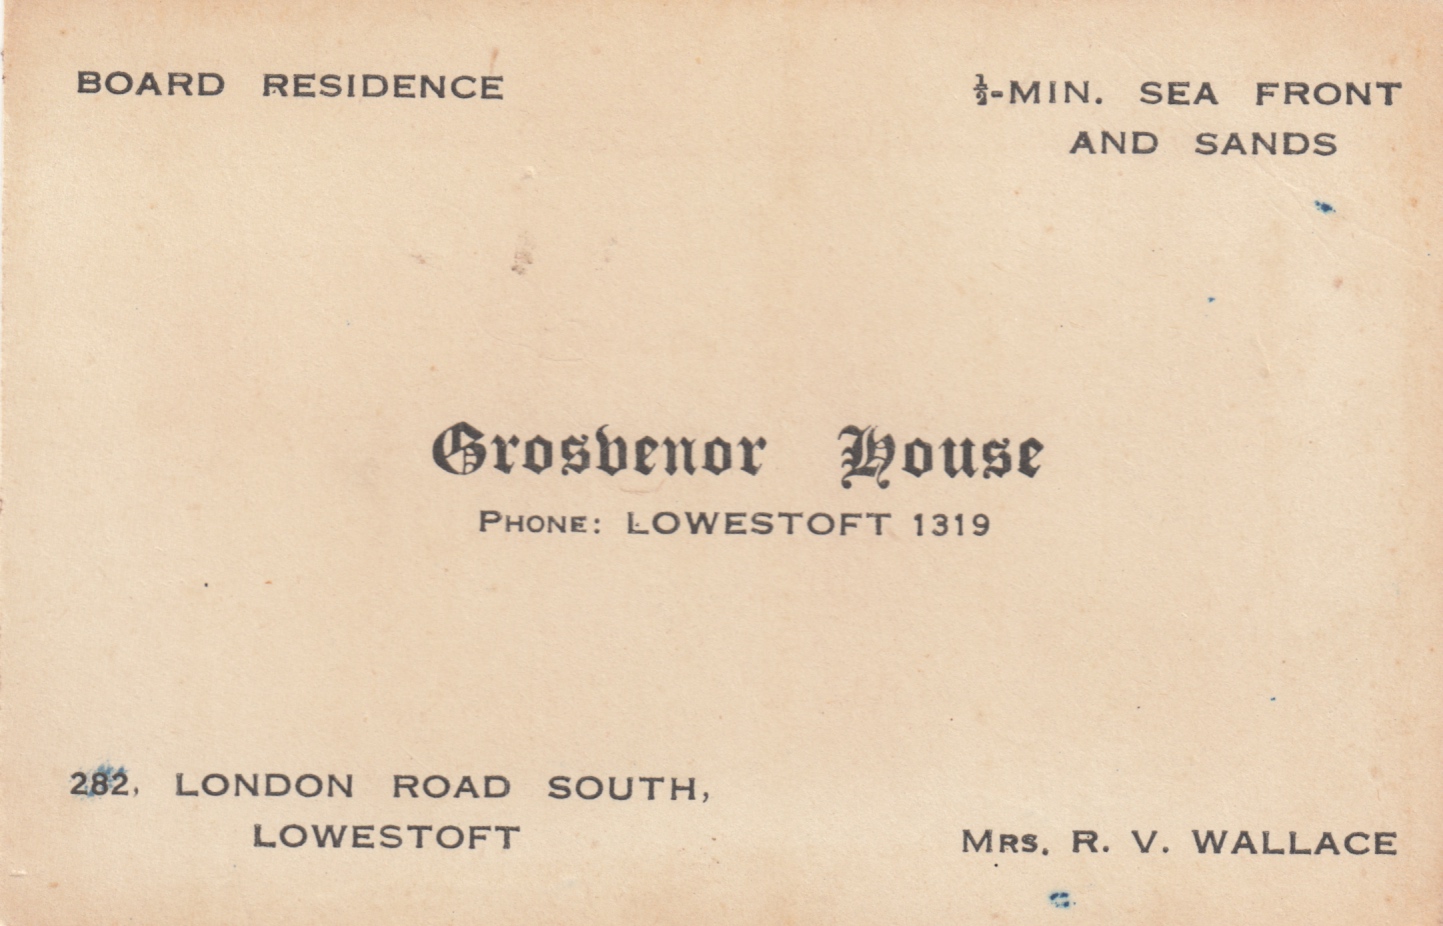 BOARD RESIDENCE
½-MIN. SEA FRONT
AND SANDS
Grosvenor House
PHONE: LOWESTOFT 1319
282, LONDON ROAD SOUTH,
LOWESTOFT
MRS. R. V. WALLACE